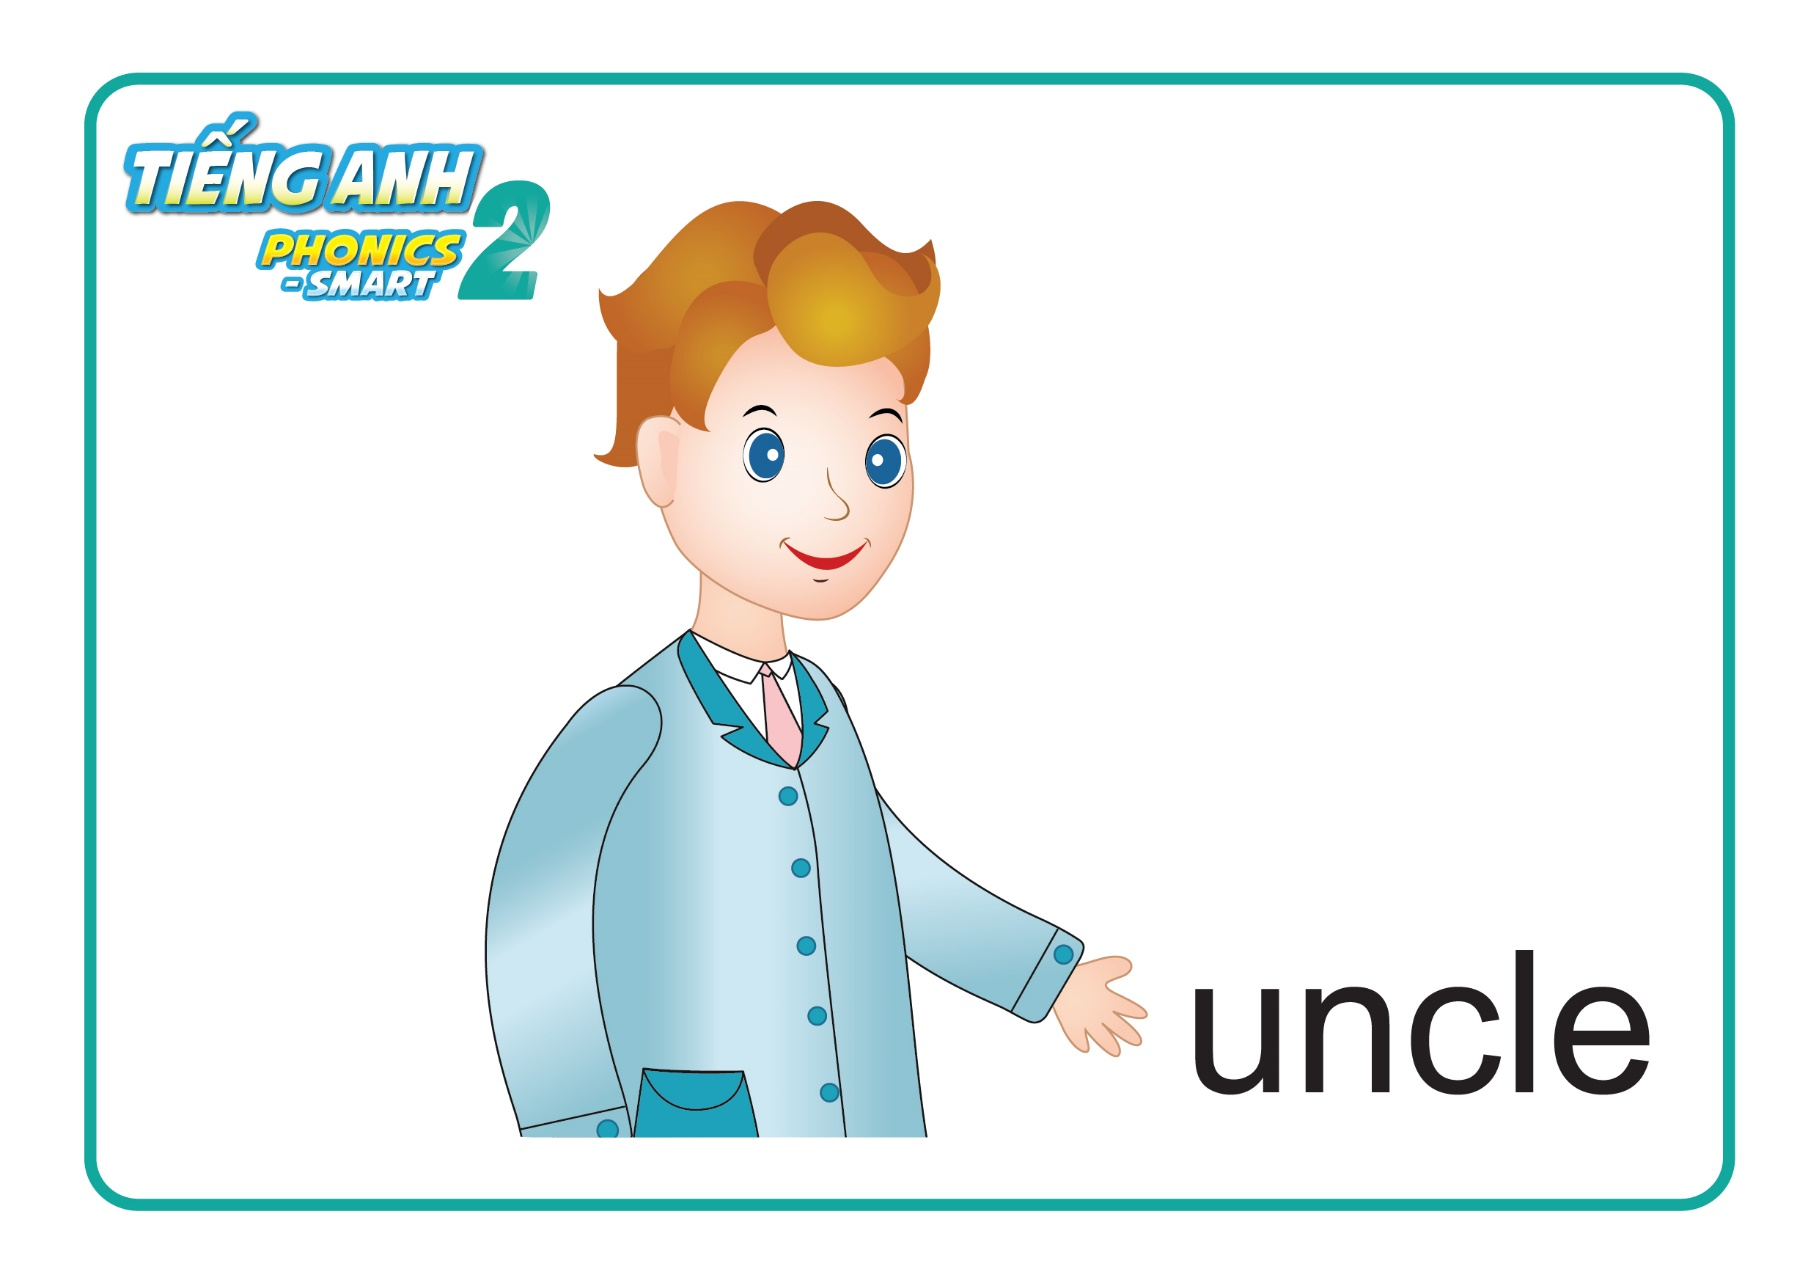 TIẾNG ANH 2
PHONICS
- SMART
uncle